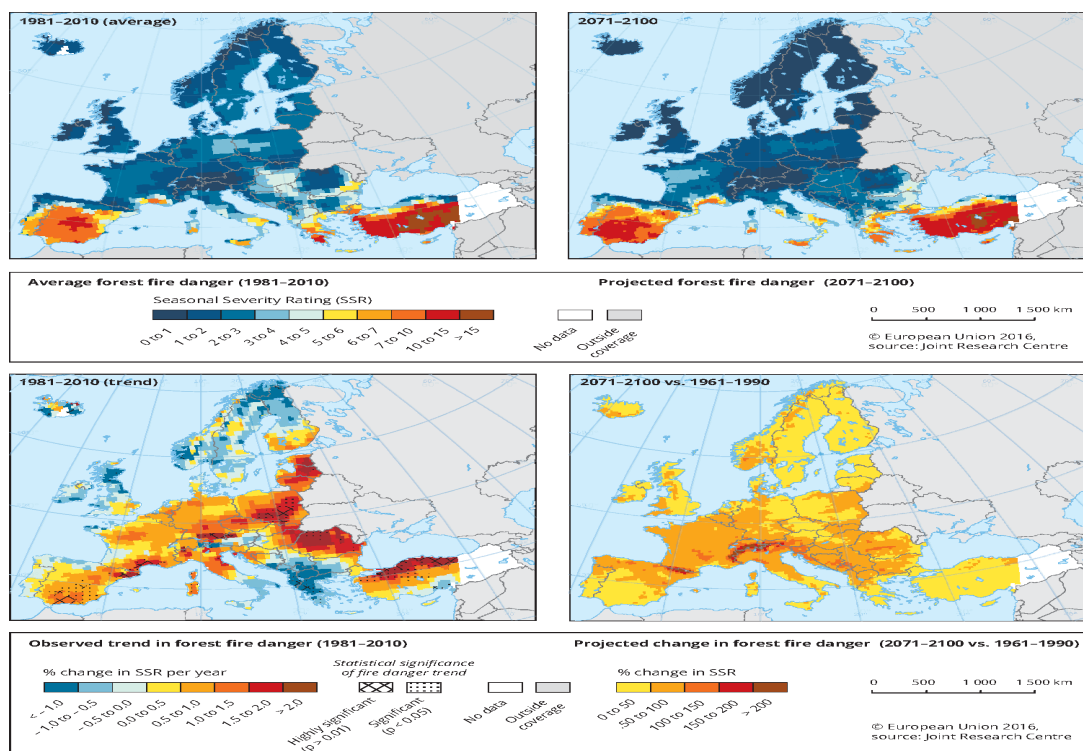 1981–2010 (average)
2071–2100
Average forest fire danger (1981–2010)
Projected forest fire danger (2071–2100)
Seasonal Severity Rating (SSR)
0 to 1
1 to 2
2 to 3
3 to 4
4 to 5
5 to 6
6 to 7
7 to 10
10 to 15
> 15
No data
Outside
coverage
0 500 1 000 1 500 km
© European Union 2016,
source: Joint Research Centre
1981–2010 (trend)
2071–2100 vs. 1961–1990
Observed trend in forest fire danger (1981–2010)
Projected change in forest fire danger (2071–2100 vs. 1961–1990)
% change in SSR per year
< – 1.0
– 1.0 to – 0.5
– 0.5 to 0.0
0.0 to 0.5
0.5 to 1.0
1.0 to 1.5
1.5 to 2.0
> 2.0
Statistical significance
of fire danger trend
Highly significant
(p > 0.01)
Significant
(p < 0.05)
No data
Outside
coverage
% change in SSR
0 to 50
50 to 100
100 to 150
150 to 200
> 200
0 500 1 000 1 500 km
© European Union 2016,
source: Joint Research Centre